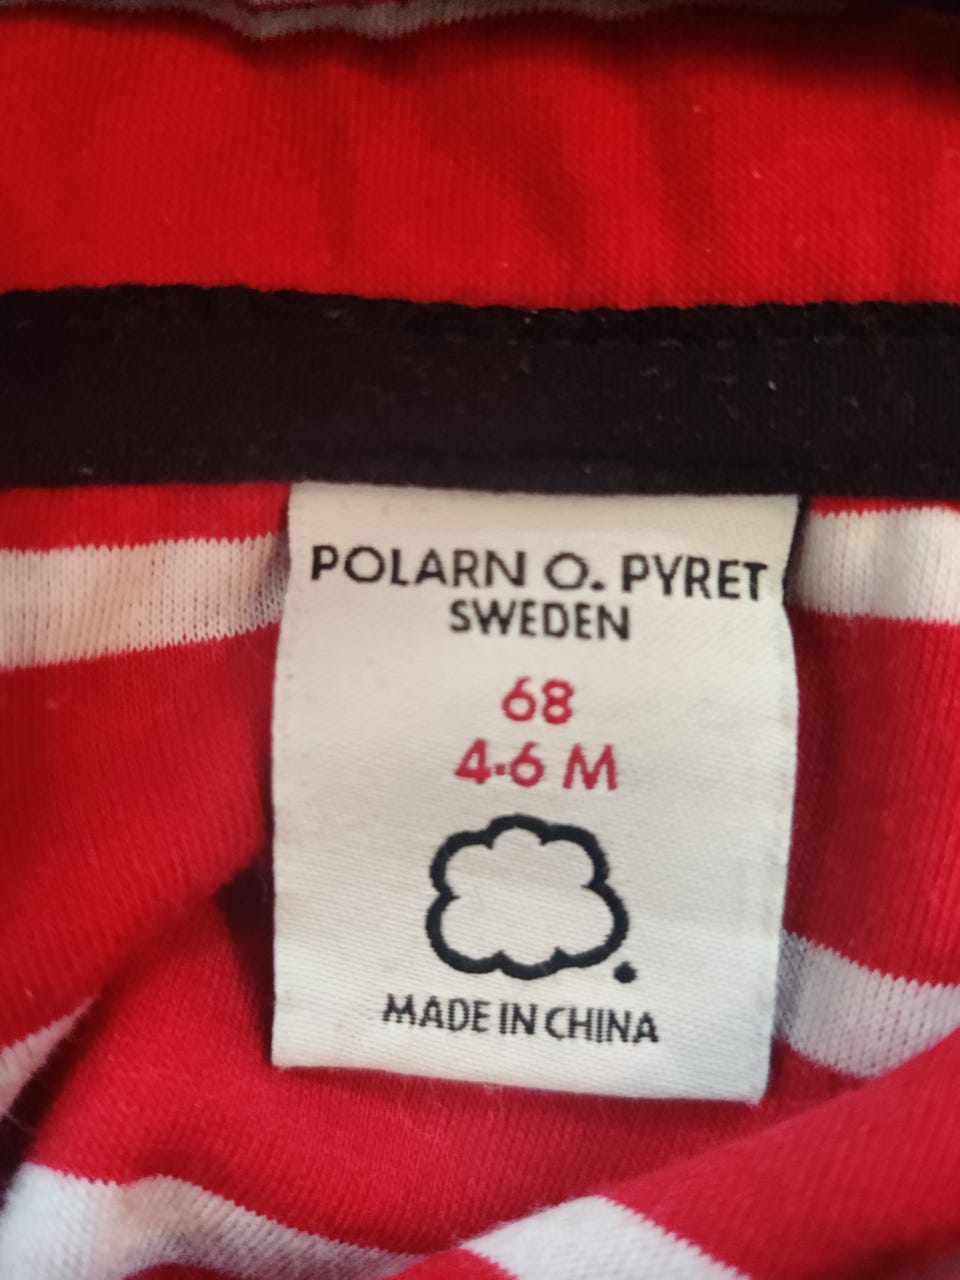 POLARN O. PYRET
SWEDEN
68
4-6 M
MADE IN CHINA